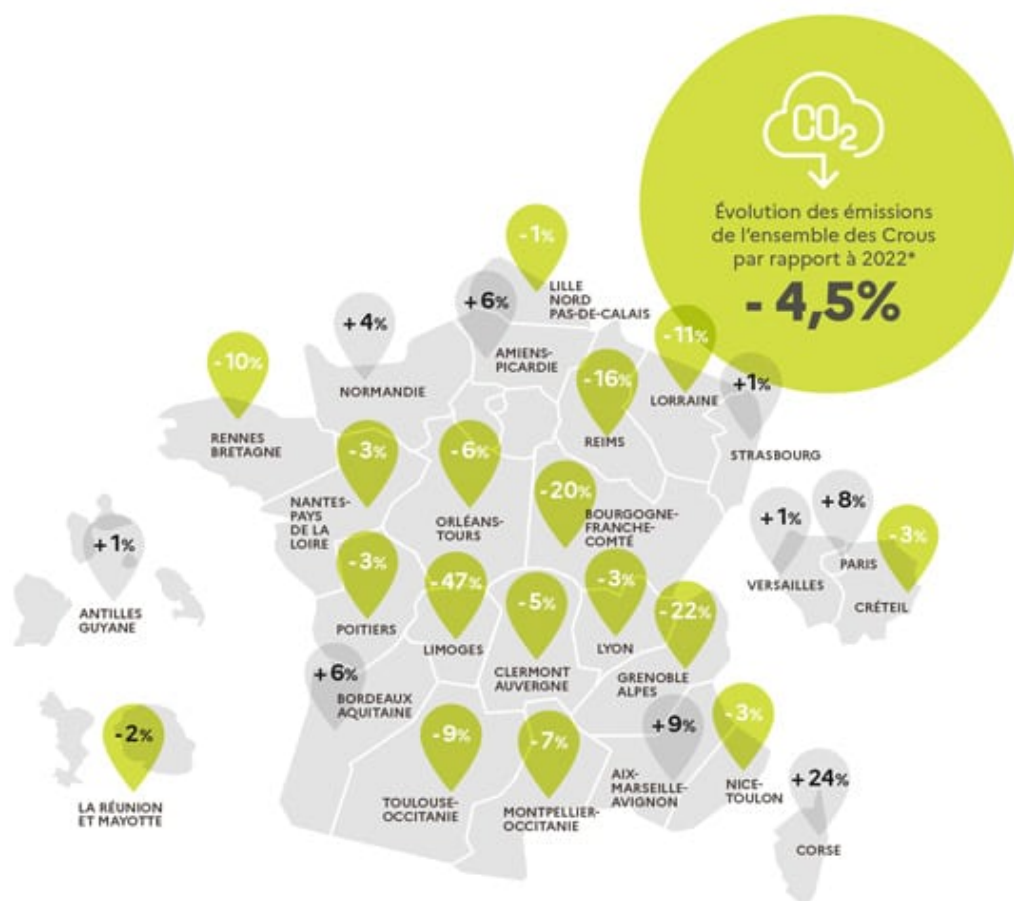 CO2
Évolution des émissions
de l'ensemble des Crous
par rapport à 2022*
- 4,5%
-1%
LILLE
NORD
PAS-DE-CALAIS
+6%
AMIENS-
PICARDIE
+4%
NORMANDIE
-11%
LORRAINE
-10%
RENNES
BRETAGNE
-16%
REIMS
+1%
STRASBOURG
-3%
NANTES-
PAYS
DE LA
LOIRE
-6%
ORLÉANS-
TOURS
-20%
BOURGOGNE-
FRANCHE-
COMTÉ
+1%
VERSAILLES
+8%
PARIS
-3%
CRÉTEIL
+1%
ANTILLES
GUYANE
-3%
POITIERS
-47%
LIMOGES
-5%
CLERMONT
AUVERGNE
-3%
LYON
-22%
GRENOBLE
ALPES
+6%
BORDEAUX
AQUITAINE
-2%
LA RÉUNION
ET MAYOTTE
-9%
TOULOUSE-
OCCITANIE
-7%
MONTPELLIER-
OCCITANIE
+9%
AIX-
MARSEILLE-
AVIGNON
-3%
NICE-
TOULON
+24%
CORSE